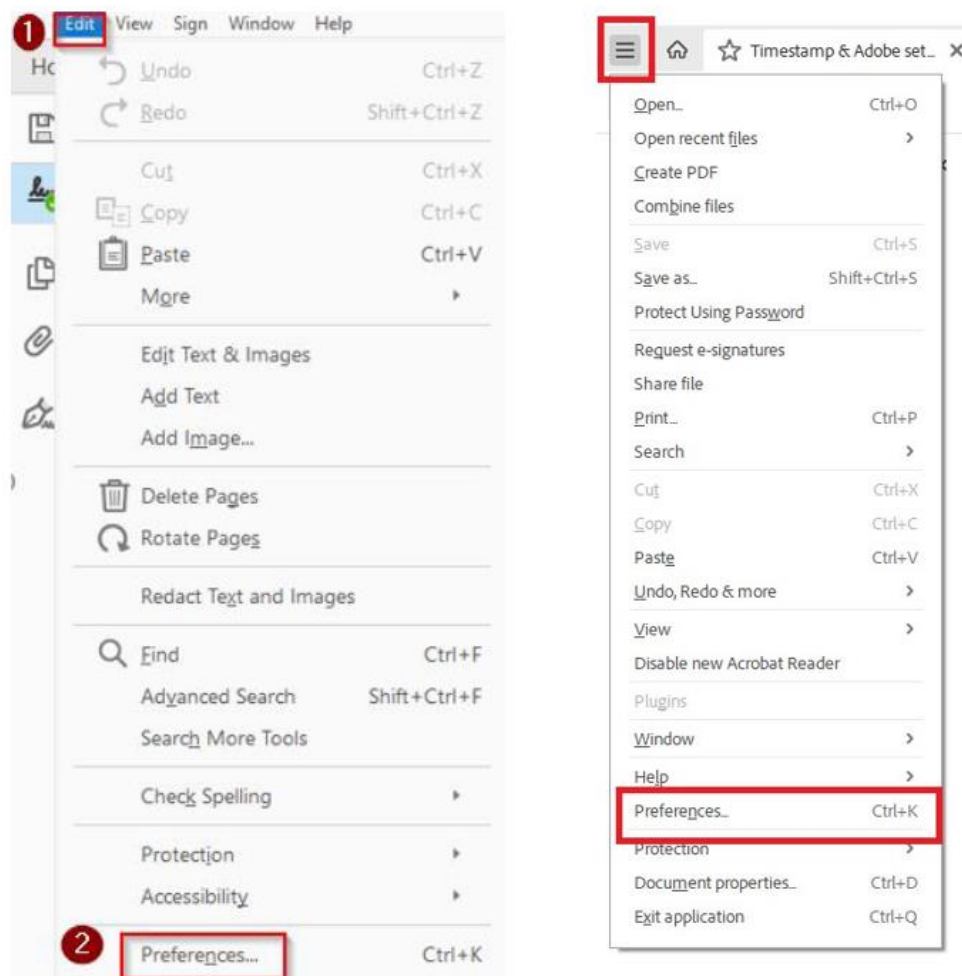 1
Edit View Sign Window Help
Ho
Undo Ctrl+Z
Redo Shift+Ctrl+Z
Cut Ctrl+X
Copy Ctrl+C
Paste Ctrl+V
More
Edit Text & Images
Add Text
Add Image...
Delete Pages
Rotate Pages
Redact Text and Images
Find Ctrl+F
Advanced Search Shift+Ctrl+F
Search More Tools
Check Spelling
Protection
Accessibility
2
Preferences... Ctrl+K
Timestamp & Adobe set...
Open... Ctrl+O
Open recent files
Create PDF
Combine files
Save Ctrl+S
Save as... Shift+Ctrl+S
Protect Using Password
Request e-signatures
Share file
Print... Ctrl+P
Search
Cut Ctrl+X
Copy Ctrl+C
Paste Ctrl+V
Undo, Redo & more
View
Disable new Acrobat Reader
Plugins
Window
Help
Preferences... Ctrl+K
Protection
Document properties... Ctrl+D
Exit application Ctrl+Q